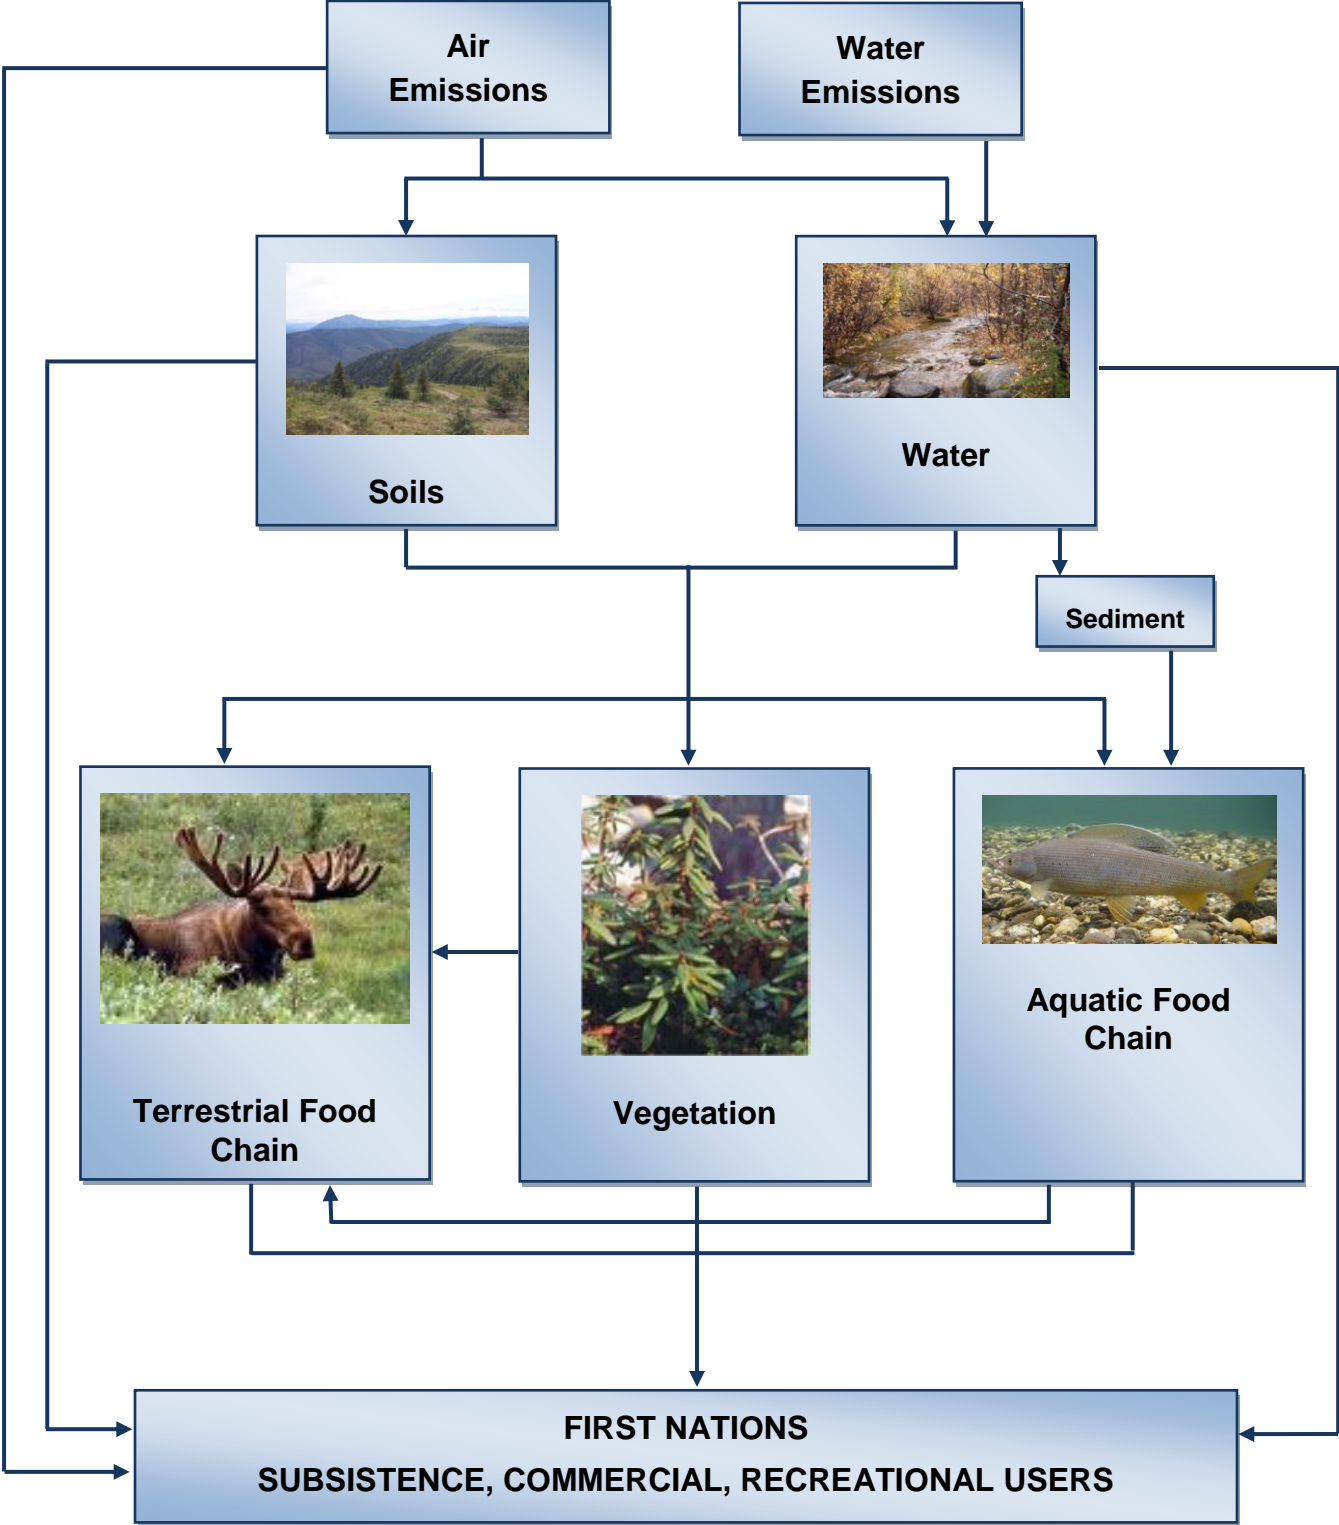 Air
Emissions
Water
Emissions
Soils
Water
Sediment
Terrestrial Food
Chain
Vegetation
Aquatic Food
Chain
FIRST NATIONS
SUBSISTENCE, COMMERCIAL, RECREATIONAL USERS